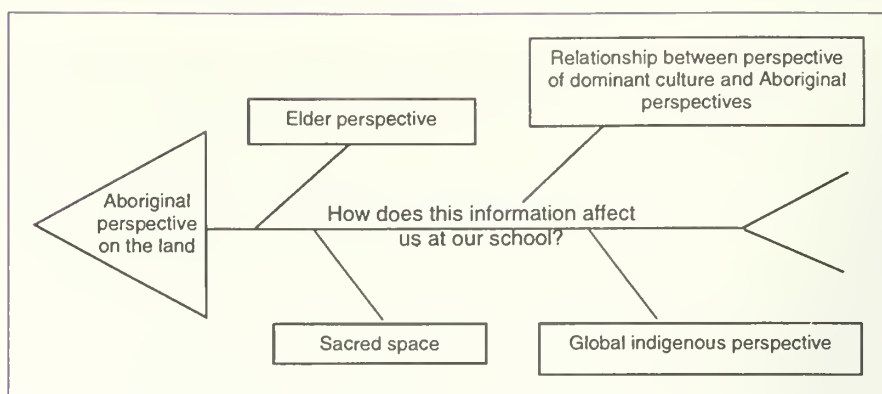 Relationship between perspective
of dominant culture and Aboriginal
perspectives
Elder perspective
Aboriginal
perspective
on the land
How does this information affect
us at our school?
Sacred space
Global indigenous perspective